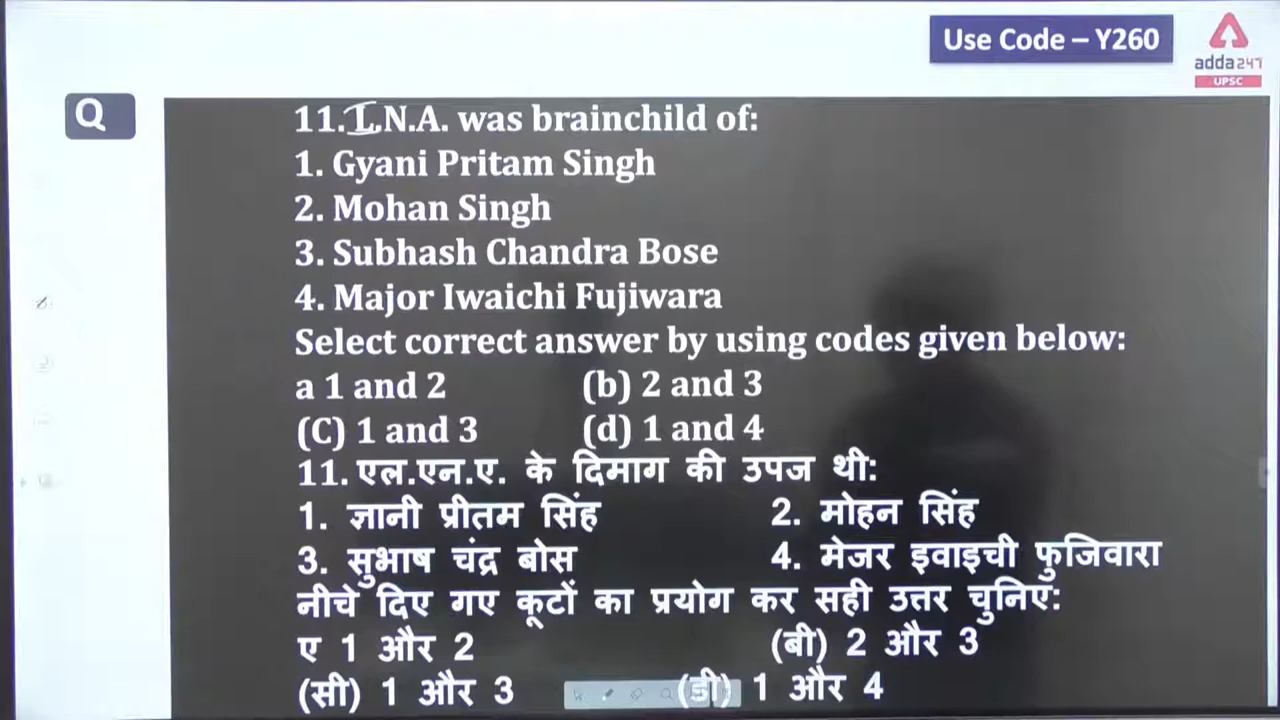 Use Code – Y260
adda247
UPSC
Q
11.I.N.A. was brainchild of:
1. Gyani Pritam Singh
2. Mohan Singh
3. Subhash Chandra Bose
4. Major Iwaichi Fujiwara
Select correct answer by using codes given below:
a 1 and 2 (b) 2 and 3
(C) 1 and 3 (d) 1 and 4
11. एल.एन.ए. के दिमाग की उपज थी:
1. ज्ञानी प्रीतम सिंह 2. मोहन सिंह
3. सुभाष चंद्र बोस 4. मेजर इवाइची फुजिवारा
नीचे दिए गए कूटों का प्रयोग कर सही उत्तर चुनिए:
ए 1 और 2 (बी) 2 और 3
(सी) 1 और 3 (डी) 1 और 4